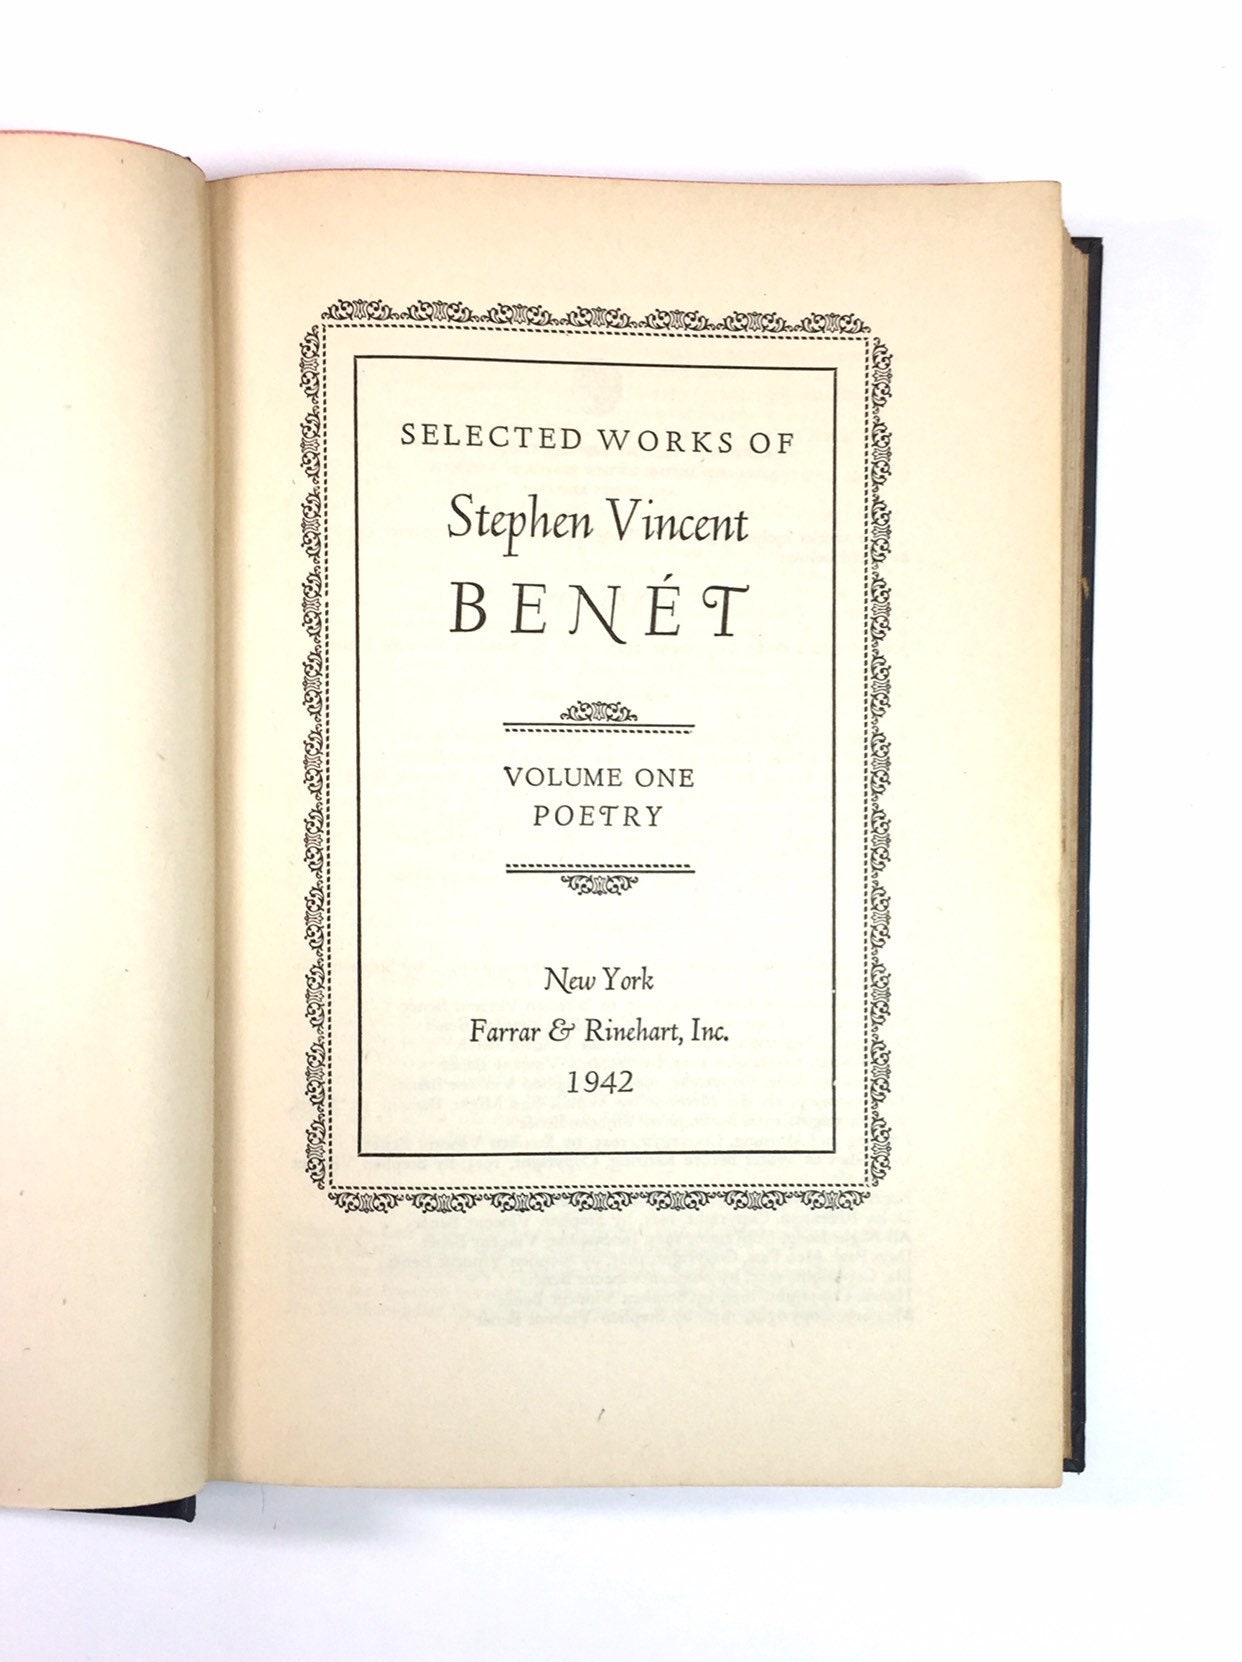 SELECTED WORKS OF
Stephen Vincent
BENÉT
VOLUME ONE
POETRY
New York
Farrar & Rinehart, Inc.
1942